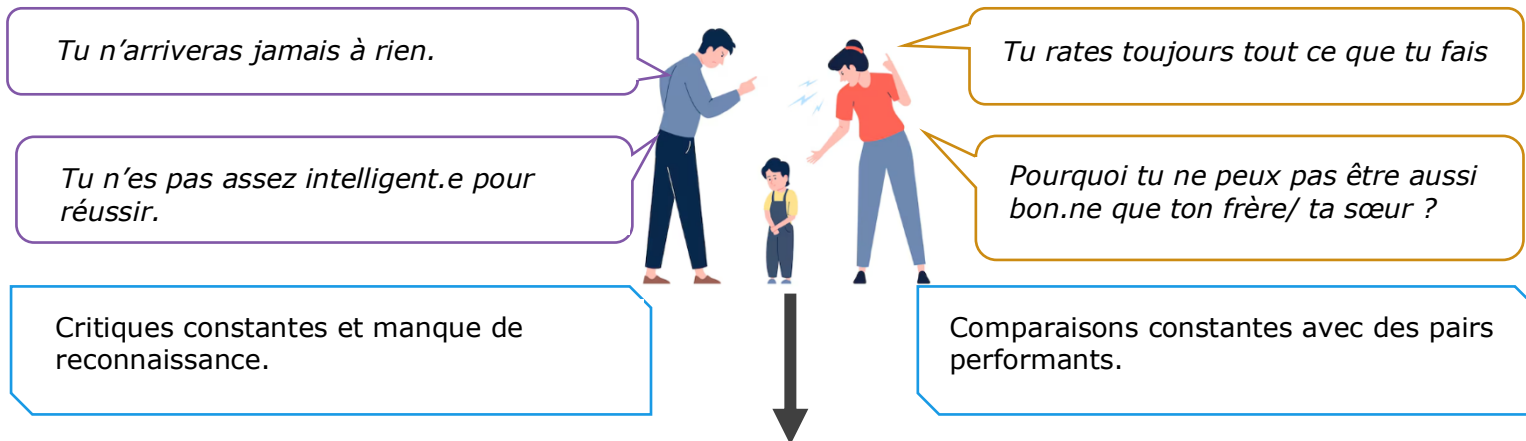 Tu n’arriveras jamais à rien.
Tu rates toujours tout ce que tu fais
Tu n’es pas assez intelligent.e pour
réussir.
Pourquoi tu ne peux pas être aussi
bon.ne que ton frère/ ta sœur ?
Critiques constantes et manque de
reconnaissance.
Comparaisons constantes avec des pairs
performants.